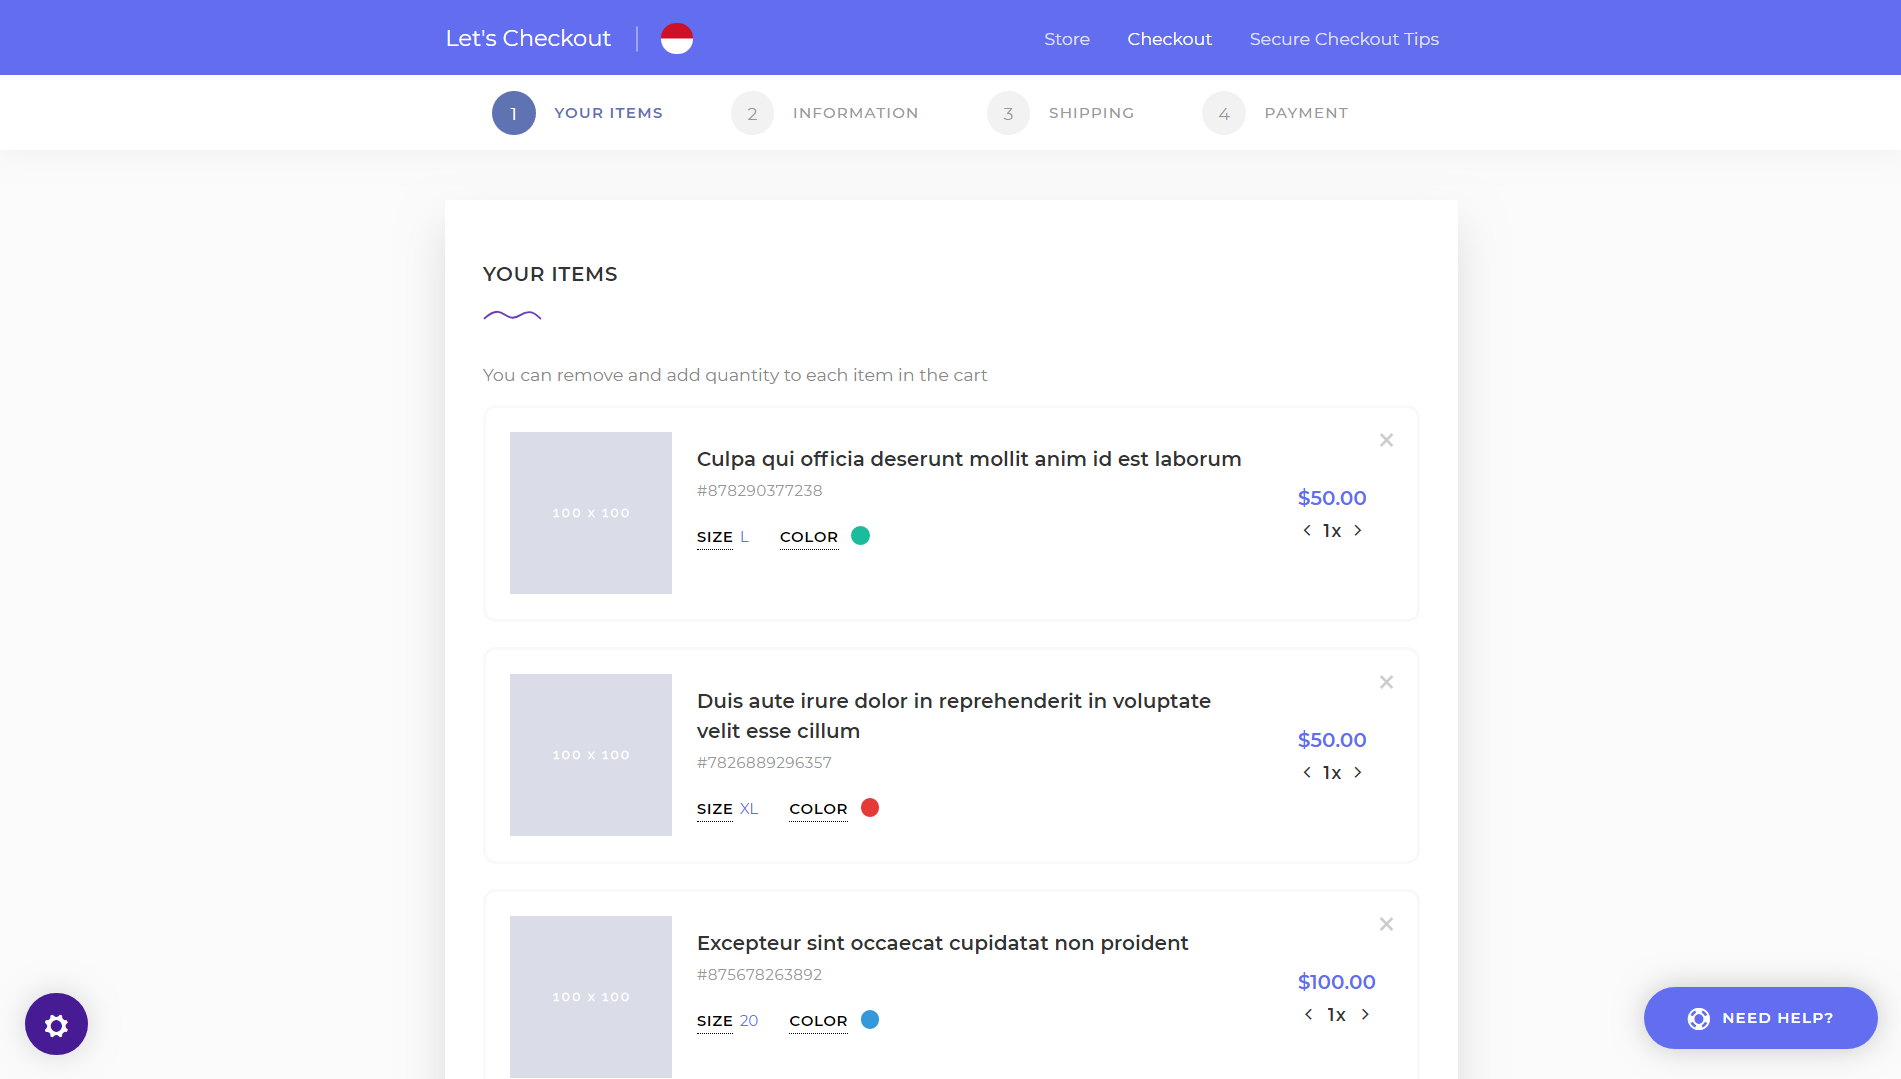 Let's Checkout
Store
Checkout
Secure Checkout Tips
1
YOUR ITEMS
2
INFORMATION
3
SHIPPING
4
PAYMENT
YOUR ITEMS
You can remove and add quantity to each item in the cart
100 x 100
Culpa qui officia deserunt mollit anim id est laborum
#878290377238
SIZE L
COLOR
$50.00
1x
100 x 100
Duis aute irure dolor in reprehenderit in voluptate
velit esse cillum
#7826889296357
SIZE XL
COLOR
$50.00
1x
100 x 100
Excepteur sint occaecat cupidatat non proident
#875678263892
SIZE 20
COLOR
$100.00
1x
NEED HELP?